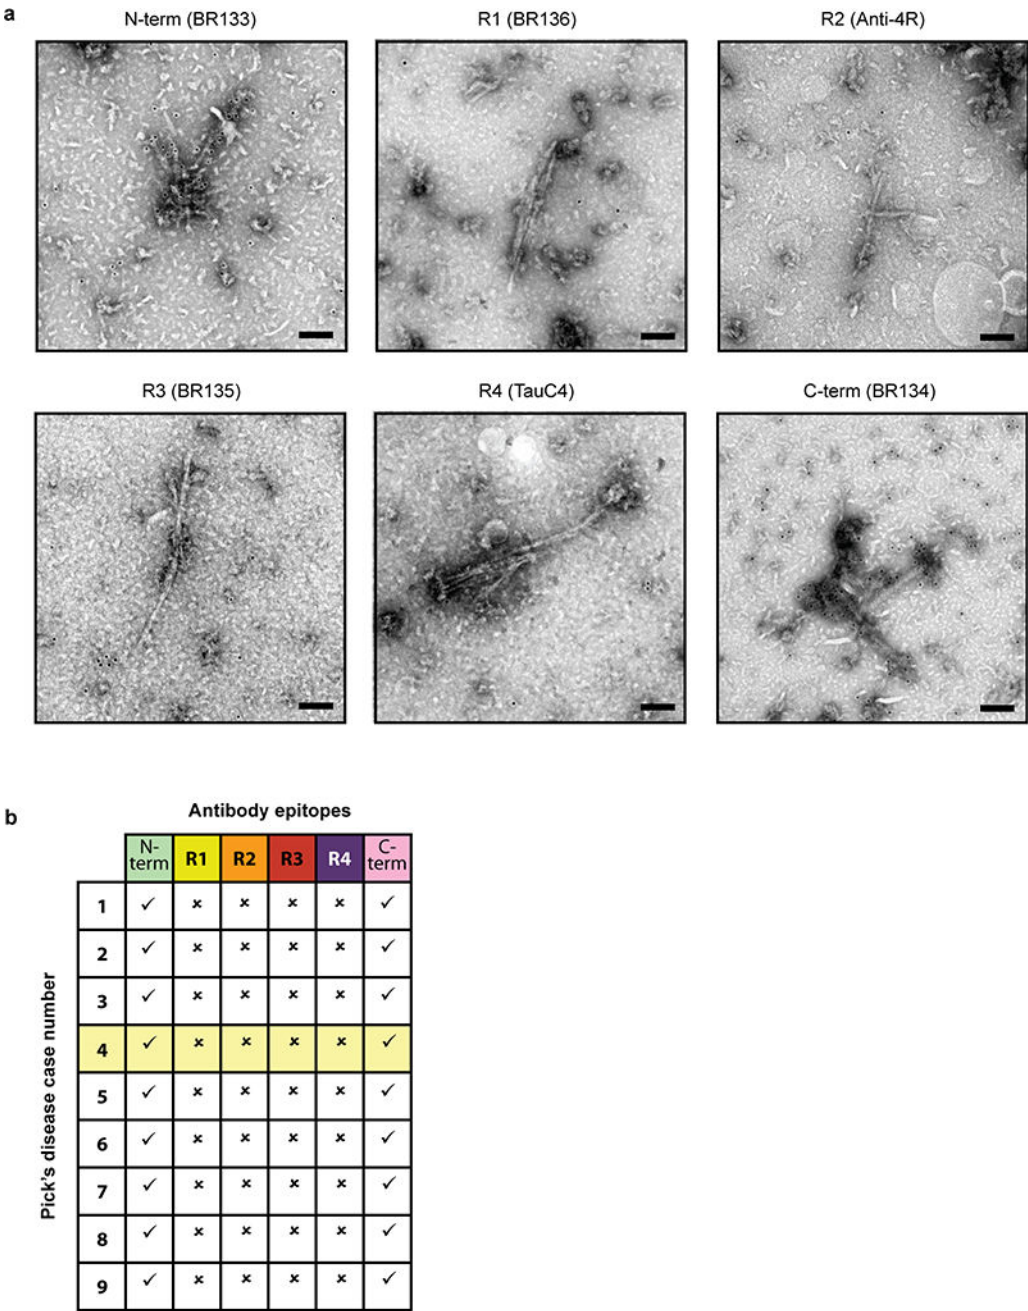 a
N-term (BR133)
R1 (BR136)
R2 (Anti-4R)
R3 (BR135)
R4 (TauC4)
C-term (BR134)
b
Antibody epitopes
N-term R1 R2 R3 R4 C-term
Pick's disease case number
1 ✓ × × × × ✓
2 ✓ × × × × ✓
3 ✓ × × × × ✓
4 ✓ × × × × ✓
5 ✓ × × × × ✓
6 ✓ × × × × ✓
7 ✓ × × × × ✓
8 ✓ × × × × ✓
9 ✓ × × × × ✓